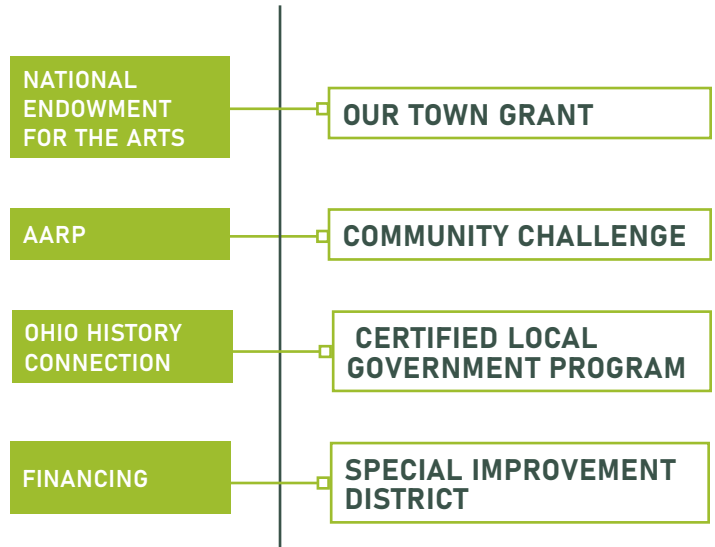 NATIONAL
ENDOWMENT
FOR THE ARTS
OUR TOWN GRANT
AARP
COMMUNITY CHALLENGE
OHIO HISTORY
CONNECTION
CERTIFIED LOCAL
GOVERNMENT PROGRAM
FINANCING
SPECIAL IMPROVEMENT
DISTRICT